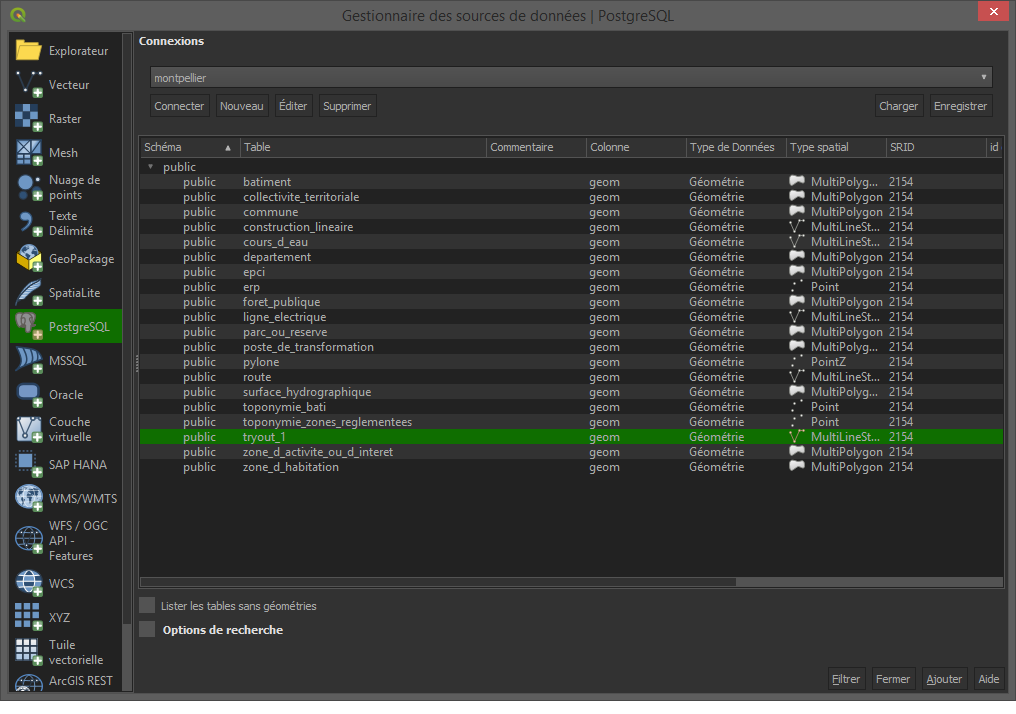 Gestionnaire des sources de données | PostgreSQL
Explorateur
Vecteur
Raster
Mesh
Nuage de
points
Texte
Délimité
GeoPackage
SpatiaLite
PostgreSQL
MSSQL
Oracle
Couche
virtuelle
SAP HANA
WMS/WMTS
WFS / OGC
API -
Features
WCS
XYZ
Tuile
vectorielle
ArcGIS REST
Connexions
montpellier
Connecter Nouveau Éditer Supprimer Charger Enregistrer
Schéma Table Commentaire Colonne Type de Données Type spatial SRID id
public
public batiment geom Géométrie MultiPolyg... 2154
public collectivite_territoriale geom Géométrie MultiPolygon 2154
public commune geom Géométrie MultiPolygon 2154
public construction_lineaire geom Géométrie MultiLineSt... 2154
public cours_d_eau geom Géométrie MultiLineSt... 2154
public departement geom Géométrie MultiPolygon 2154
public epci geom Géométrie MultiPolygon 2154
public erp geom Géométrie Point 2154
public foret_publique geom Géométrie MultiPolygon 2154
public ligne_electrique geom Géométrie MultiLineSt... 2154
public parc_ou_reserve geom Géométrie MultiPolygon 2154
public poste_de_transformation geom Géométrie MultiPolyg... 2154
public pylone geom Géométrie PointZ 2154
public route geom Géométrie MultiLineSt... 2154
public surface_hydrographique geom Géométrie MultiPolyg... 2154
public toponymie_bati geom Géométrie Point 2154
public toponymie_zones_reglementees geom Géométrie Point 2154
public tryout_1 geom Géométrie MultiLineSt... 2154
public zone_d_activite_ou_d_interet geom Géométrie MultiPolygon 2154
public zone_d_habitation geom Géométrie MultiPolygon 2154
Lister les tables sans géométries
Options de recherche
Filtrer Fermer Ajouter Aide